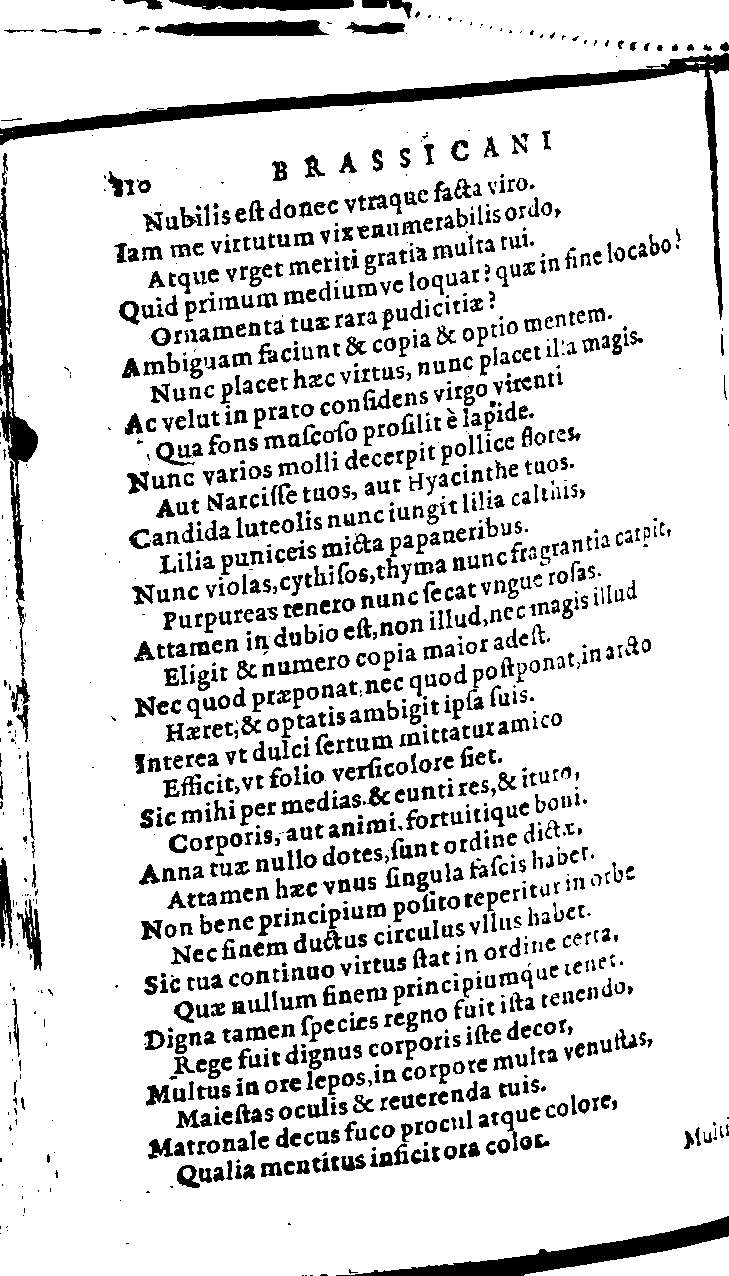 810 BRASSICANI
Nubilis est donec vtraque facta viro.
Iam me virtutum vix enumerabilis ordo,
Atque vrget meriti gratia multa tui.
Quid primum mediumve loquar? quæ in fine locabo?
Ornamenta tuæ rara pudicitiæ?
Ambiguam faciunt & copia & optio mentem.
Nunc placet hæc virtus, nunc placet illa magis.
Ac velut in prato considens virgo virenti
Qua fons muscoso prosilit è lapide.
Nunc varios molli decerpit pollice flores,
Aut Narcisse tuos, aut Hyacinthe tuos.
Candida luteolis nunc iungit lilia calthis,
Lilia puniceis micta papaueribus.
Nunc violas, cythisos, thyma nunc fragrantia carpit,
Purpureas tenero nunc secat vngue rosas.
Attamen in dubio est, non illud, nec magis illud
Eligit & numero copia maior adest.
Nec quod præponat, nec quod postponat, in arcto
Hæret, & optatis ambigit ipsa suis.
Interea vt dulci sertum mittatur amico
Efficit, vt folio versicolore fiet.
Sic mihi per medias & eunti res, & ituro,
Corporis, aut animi, fortuitique boni.
Anna tuæ nullo dotes, sunt ordine dictæ,
Attamen hæc vnus singula fascis habet.
Non bene principium posito reperitur in orbe
Nec finem ductus circulus vllus habet.
Sic tua continuo virtus stat in ordine certa,
Quæ nullum finem principiumque tenet.
Digna tamen species regno fuit ista tenendo,
Rege fuit dignus corporis iste decor,
Multus in ore lepos, in corpore multa venustas,
Maiestas oculis & reuerenda tuis.
Matronale decus fuco procul atque colore,
Qualia mentitus inficit ora color.
Multi